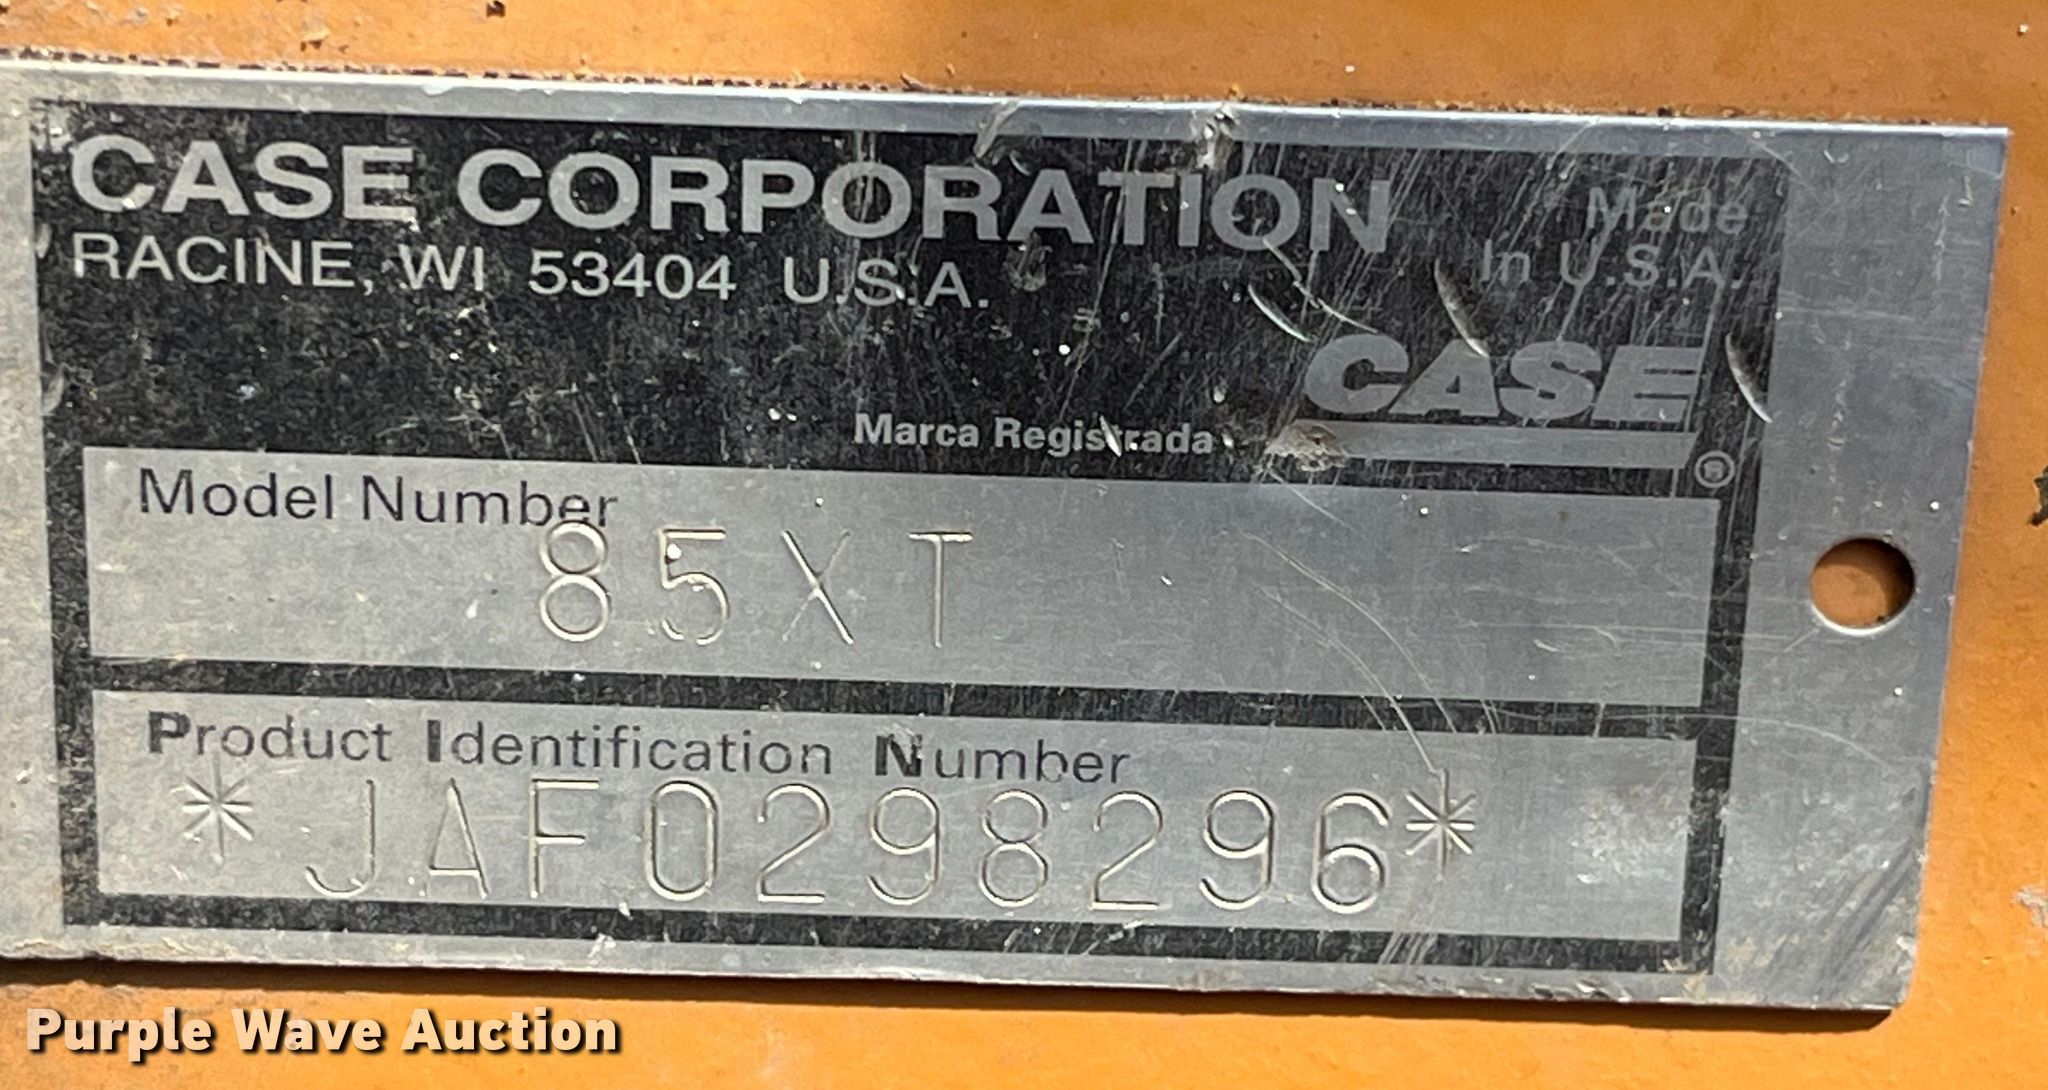 CASE CORPORATION
Made
RACINE, WI 53404 U.S.A.
In U.S.A.
CASE
Marca Registrada
®
Model Number
85XT
Product Identification Number
*JAF0298296*
Purple Wave Auction